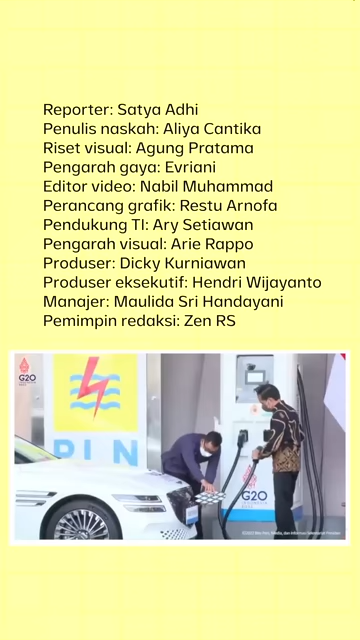 Reporter: Satya Adhi
Penulis naskah: Aliya Cantika
Riset visual: Agung Pratama
Pengarah gaya: Evriani
Editor video: Nabil Muhammad
Perancang grafik: Restu Arnofa
Pendukung TI: Ary Setiawan
Pengarah visual: Arie Rappo
Produser: Dicky Kurniawan
Produser eksekutif: Hendri Wijayanto
Manajer: Maulida Sri Handayani
Pemimpin redaksi: Zen RS
G20
PLN
G20